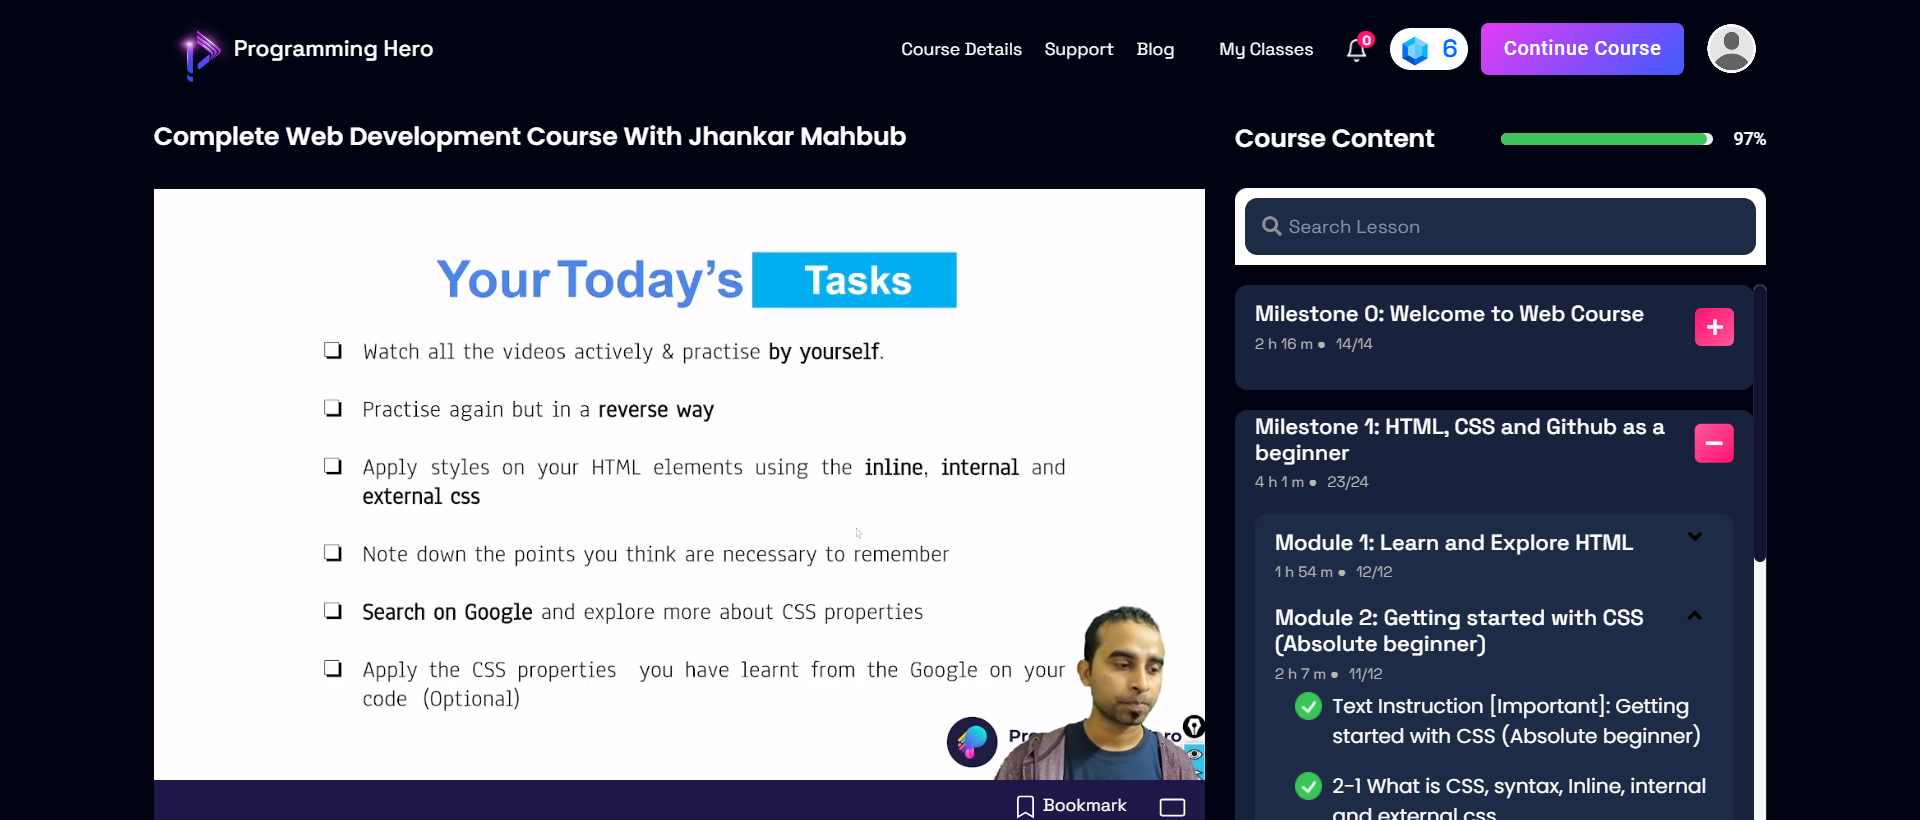 Programming Hero
Course Details Support Blog My Classes 0 6 Continue Course
Complete Web Development Course With Jhankar Mahbub
Your Today's Tasks
Watch all the videos actively & practise by yourself.
Practise again but in a reverse way
Apply styles on your HTML elements using the inline, internal and
external css
Note down the points you think are necessary to remember
Search on Google and explore more about CSS properties
Apply the CSS properties you have learnt from the Google on your
code (Optional)
Bookmark
Course Content 97%
Search Lesson
Milestone 0: Welcome to Web Course
2 h 16 m ● 14/14
Milestone 1: HTML, CSS and Github as a
beginner
4 h 1 m ● 23/24
Module 1: Learn and Explore HTML
1 h 54 m ● 12/12
Module 2: Getting started with CSS
(Absolute beginner)
2 h 7 m ● 11/12
Text Instruction [Important]: Getting
started with CSS (Absolute beginner)
2-1 What is CSS, syntax, Inline, internal
and external css